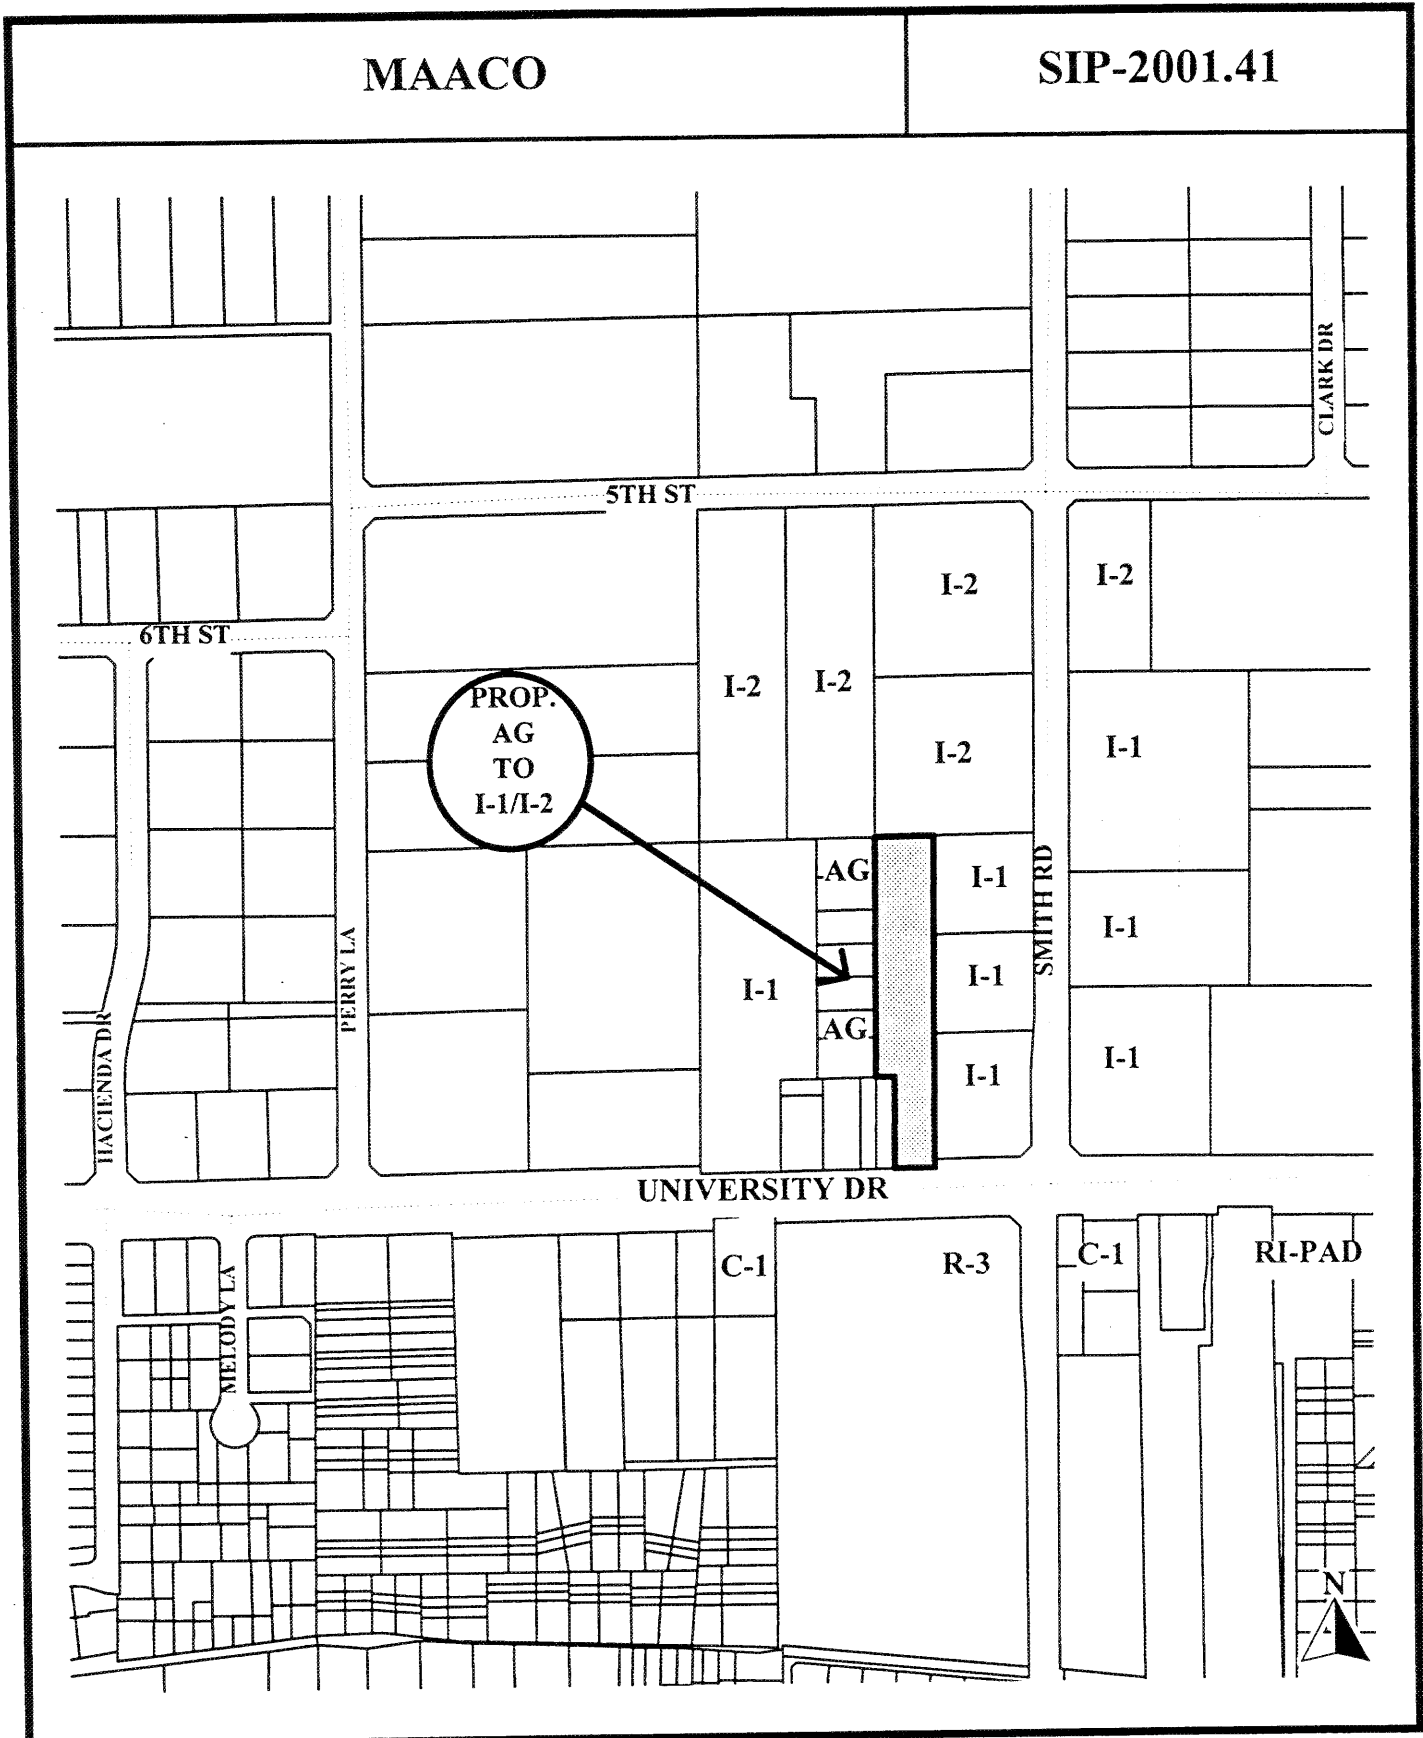 MAACO
SIP-2001.41
CLARK DR
5TH ST
I-2
I-2
6TH ST
I-2
I-2
PROP.
AG
TO
I-1/I-2
I-2
I-1
AG
I-1
SMITH RD
I-1
PERRY LA
I-1
I-1
AG
HACIENDA DR
I-1
I-1
UNIVERSITY DR
C-1
R-3
C-1
RI-PAD
MELODY LA
N